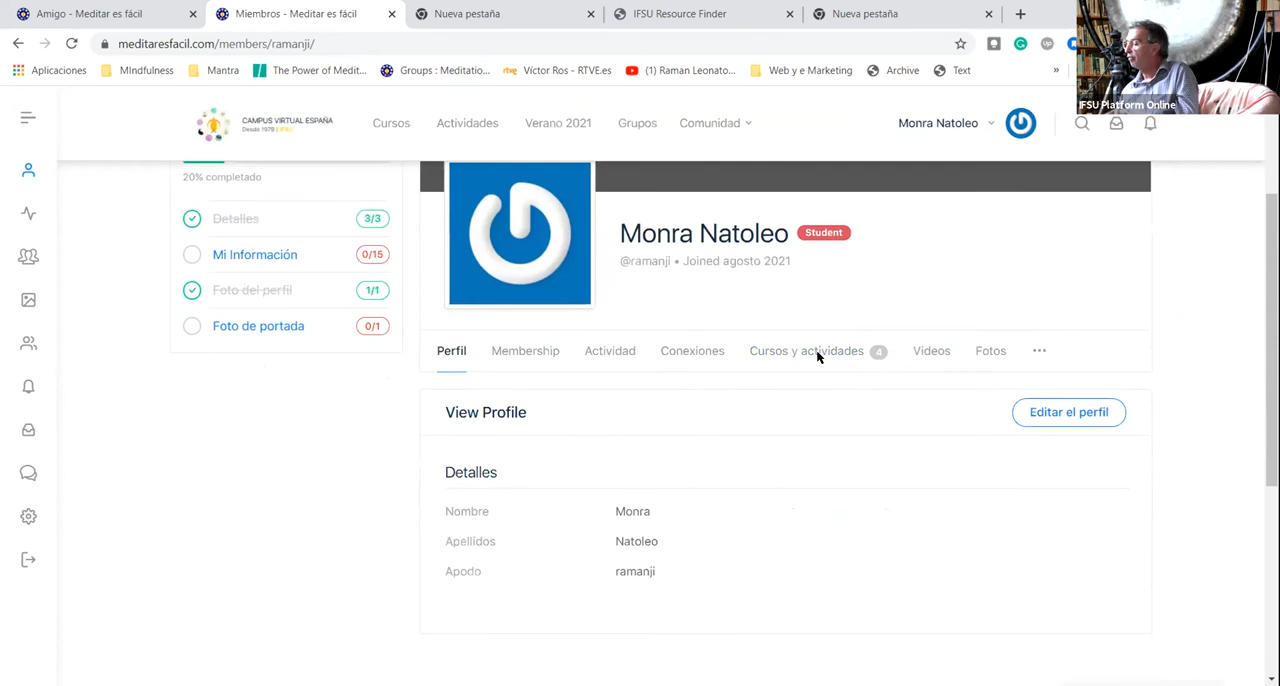 Amigo - Meditar es fácil
Miembros - Meditar es fácil
Nueva pestaña
IFSU Resource Finder
Nueva pestaña
meditaresfacil.com/members/ramanji/
Aplicaciones
MIndfulness
Mantra
The Power of Medit...
Groups : Meditatio...
Víctor Ros - RTVE.es
(1) Raman Leonato...
Web y e Marketing
Archive
Text
»
IFSU Platform Online
CAMPUS VIRTUAL ESPAÑA
Desde 1979 | IFSU
Cursos
Actividades
Verano 2021
Grupos
Comunidad
Monra Natoleo
20% completado
Detalles 3/3
Mi Información 0/15
Foto del perfil 1/1
Foto de portada 0/1
Monra Natoleo Student
@ramanji • Joined agosto 2021
Perfil
Membership
Actividad
Conexiones
Cursos y actividades 4
Videos
Fotos
View Profile
Editar el perfil
Detalles
Nombre Monra
Apellidos Natoleo
Apodo ramanji